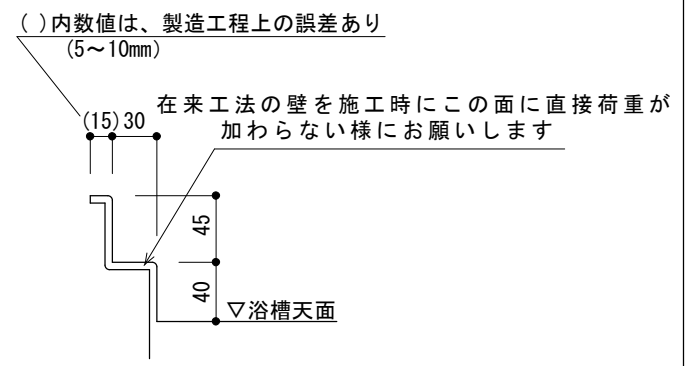 ( )内数値は、製造工程上の誤差あり
(5～10mm)
在来工法の壁を施工時にこの面に直接荷重が
加わらない様にお願いします
(15)30
45
40
▽浴槽天面